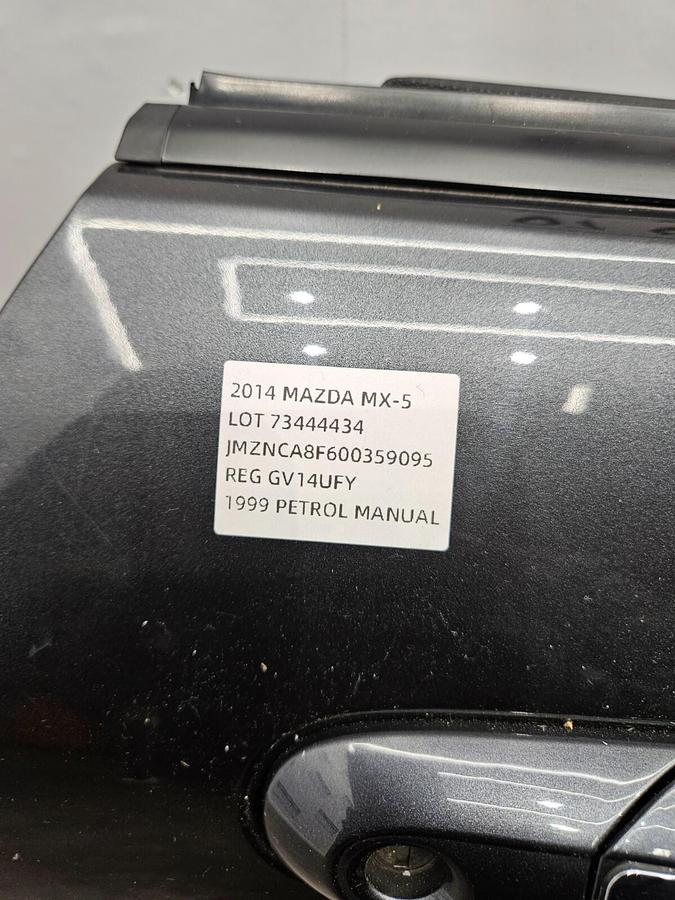 2014 MAZDA MX-5
LOT 73444434
JMZNCA8F600359095
REG GV14UFY
1999 PETROL MANUAL